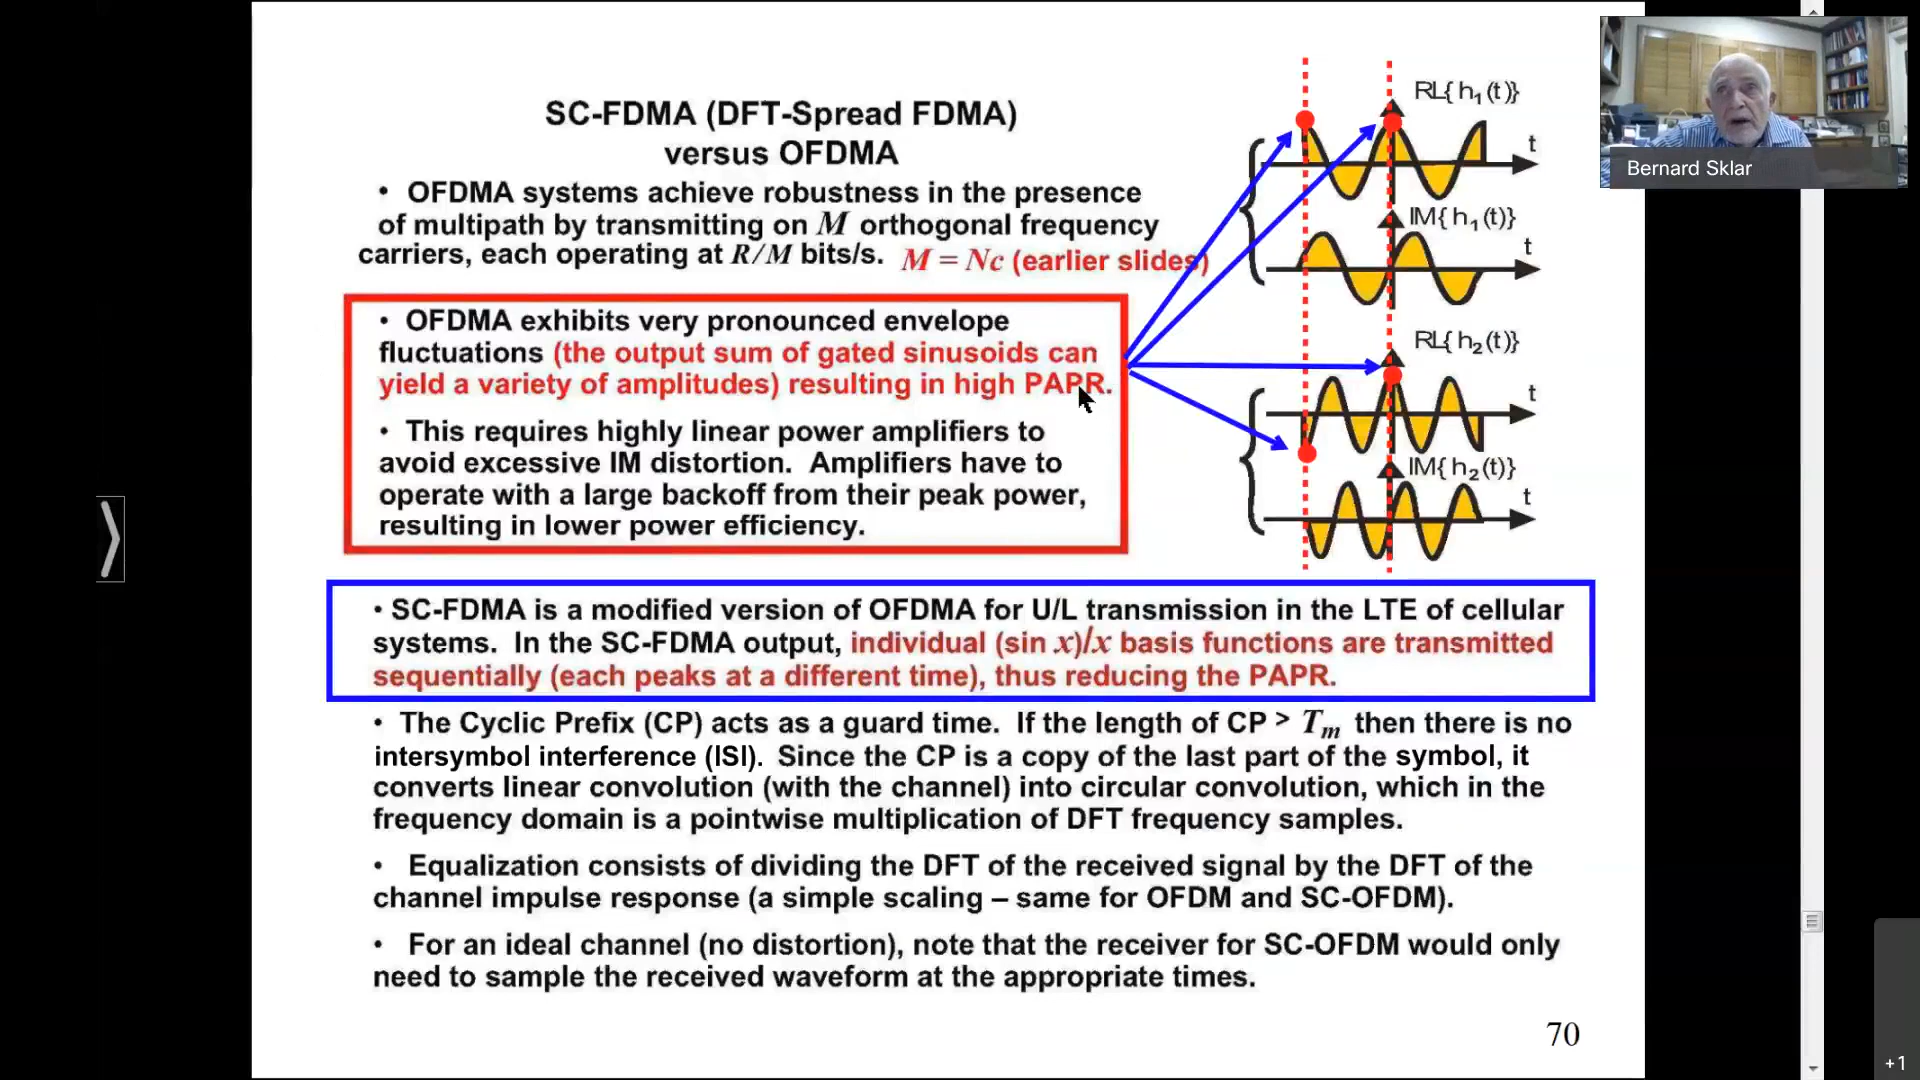 SC-FDMA (DFT-Spread FDMA)
versus OFDMA
• OFDMA systems achieve robustness in the presence
of multipath by transmitting on M orthogonal frequency
carriers, each operating at R/M bits/s. M = Nc (earlier slides)
• OFDMA exhibits very pronounced envelope
fluctuations (the output sum of gated sinusoids can
yield a variety of amplitudes) resulting in high PAPR.
• This requires highly linear power amplifiers to
avoid excessive IM distortion. Amplifiers have to
operate with a large backoff from their peak power,
resulting in lower power efficiency.
RL{ h₁(t)}
t
IM{ h₁(t)}
t
RL{ h₂(t)}
t
IM{ h₂(t)}
t
Bernard Sklar
• SC-FDMA is a modified version of OFDMA for U/L transmission in the LTE of cellular
systems. In the SC-FDMA output, individual (sin x)/x basis functions are transmitted
sequentially (each peaks at a different time), thus reducing the PAPR.
• The Cyclic Prefix (CP) acts as a guard time. If the length of CP > Tₘ then there is no
intersymbol interference (ISI). Since the CP is a copy of the last part of the symbol, it
converts linear convolution (with the channel) into circular convolution, which in the
frequency domain is a pointwise multiplication of DFT frequency samples.
• Equalization consists of dividing the DFT of the received signal by the DFT of the
channel impulse response (a simple scaling – same for OFDM and SC-OFDM).
• For an ideal channel (no distortion), note that the receiver for SC-OFDM would only
need to sample the received waveform at the appropriate times.
70
+1